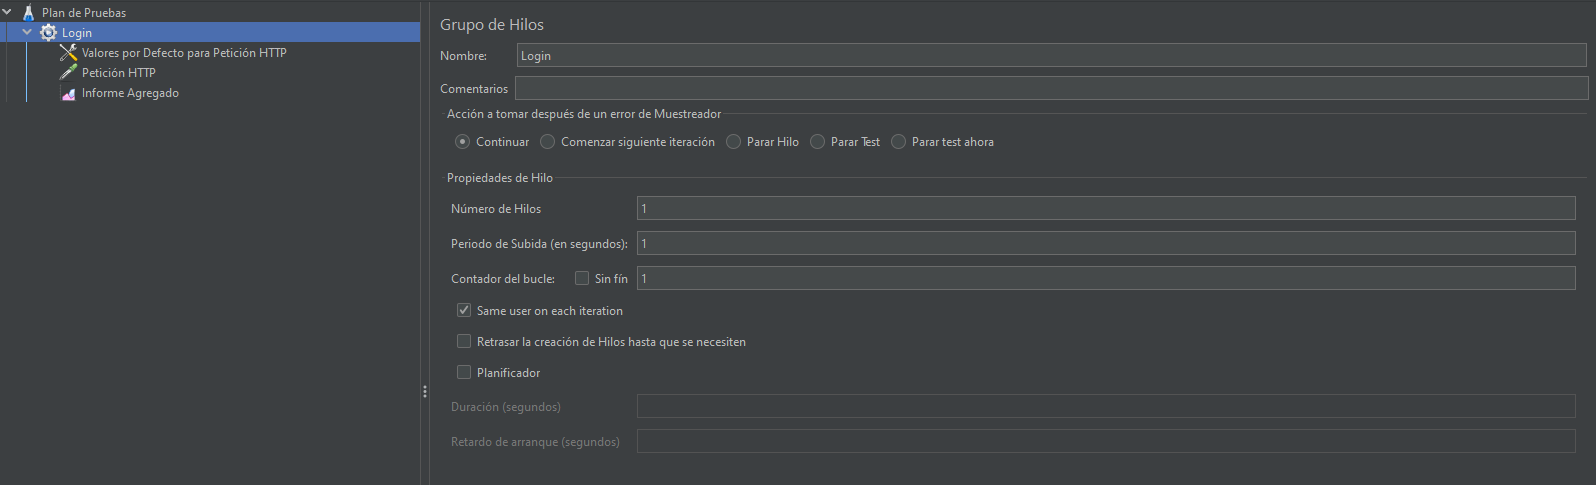 Plan de Pruebas
Login
Valores por Defecto para Petición HTTP
Petición HTTP
Informe Agregado
Grupo de Hilos
Nombre: Login
Comentarios
Acción a tomar después de un error de Muestreador
Continuar Comenzar siguiente iteración Parar Hilo Parar Test Parar test ahora
Propiedades de Hilo
Número de Hilos 1
Periodo de Subida (en segundos): 1
Contador del bucle: Sin fín 1
Same user on each iteration
Retrasar la creación de Hilos hasta que se necesiten
Planificador
Duración (segundos)
Retardo de arranque (segundos)